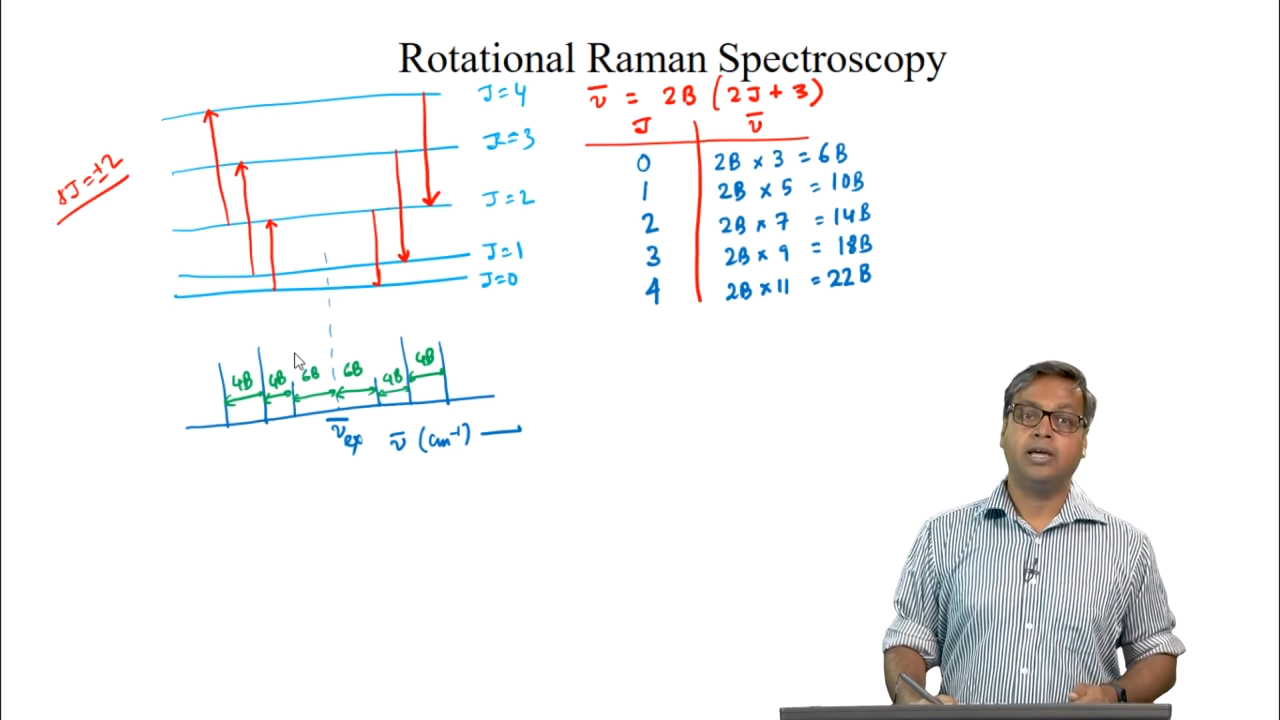 Rotational Raman Spectroscopy
J=4
J=3
J=2
J=1
J=0
δJ=±2
ν̄ = 2B (2J+3)
J ν̄
0 2B × 3 = 6B
1 2B × 5 = 10B
2 2B × 7 = 14B
3 2B × 9 = 18B
4 2B × 11 = 22B
4B 4B 6B 6B 4B 4B
ν̄ex ν̄ (cm⁻¹)